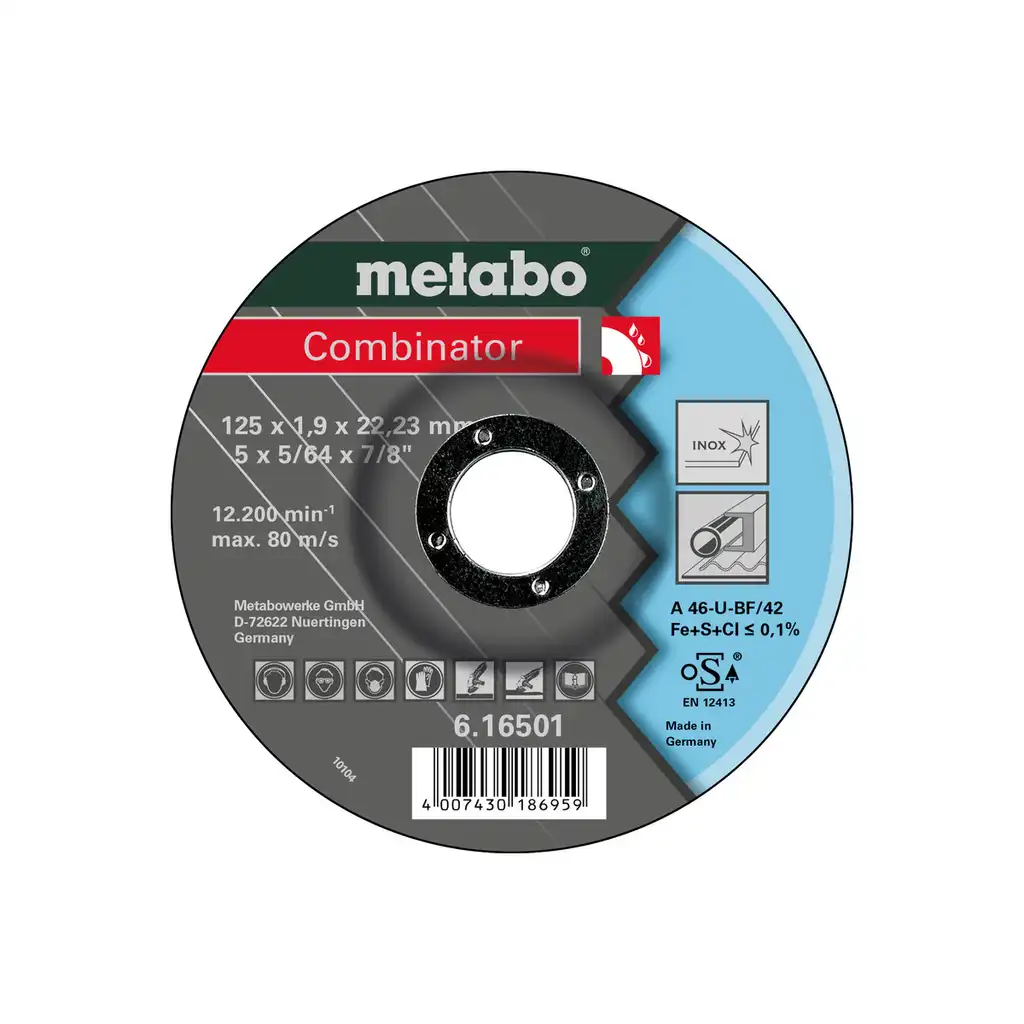 metabo®
Combinator
125 x 1,9 x 22,23 mm
5 x 5/64 x 7/8"
12.200 min-1
max. 80 m/s
Metabowerke GmbH
D-72622 Nuertingen
Germany
INOX
A 46-U-BF/42
Fe+S+Cl ≤ 0,1%
oS®
EN 12413
Made in
Germany
6.16501
10104
4 007430 186959